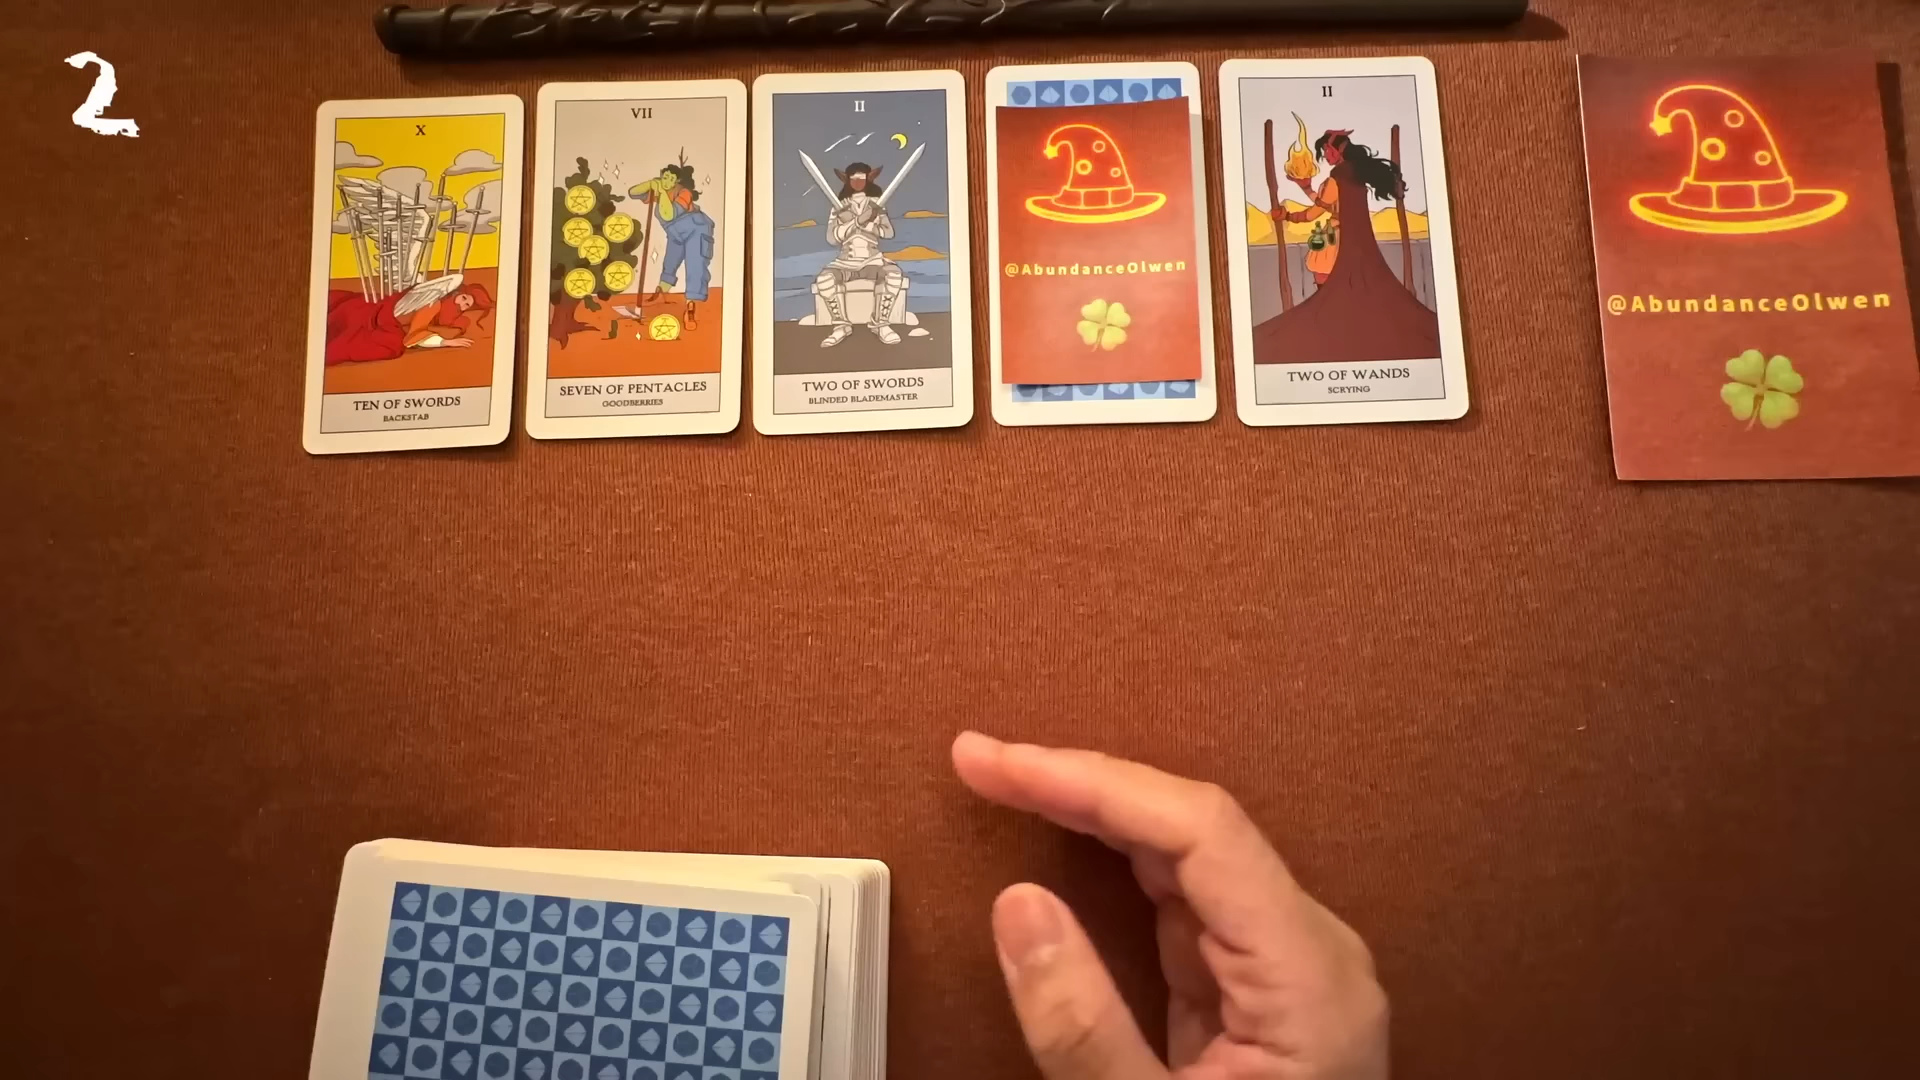 2
X
TEN OF SWORDS
BACKSTAB
VII
SEVEN OF PENTACLES
GOODBERRIES
II
TWO OF SWORDS
BLINDED BLADEMASTER
@AbundanceOlwen
II
TWO OF WANDS
SCRYING
@AbundanceOlwen